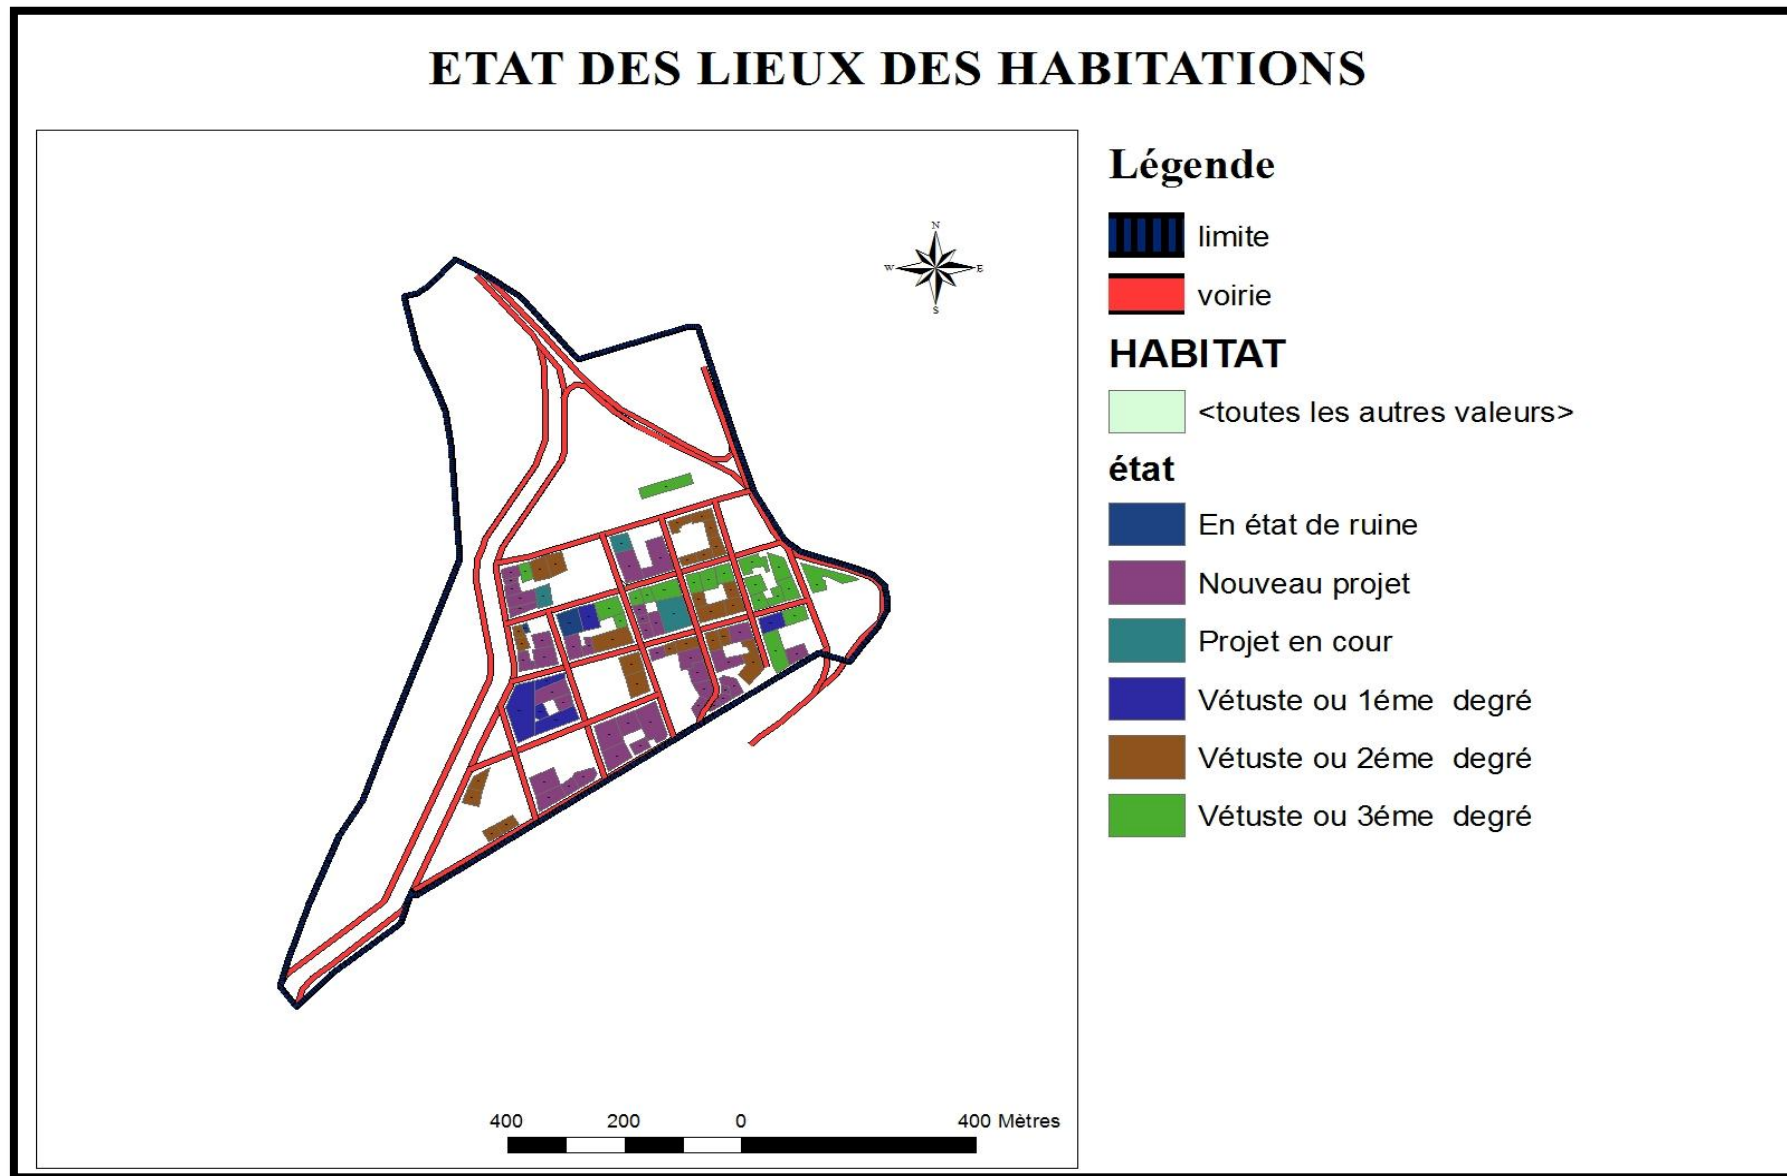 ETAT DES LIEUX DES HABITATIONS
Légende
limite
voirie
HABITAT
<toutes les autres valeurs>
état
En état de ruine
Nouveau projet
Projet en cour
Vétuste ou 1éme degré
Vétuste ou 2éme degré
Vétuste ou 3éme degré
N
W E
S
400 200 0 400 Mètres